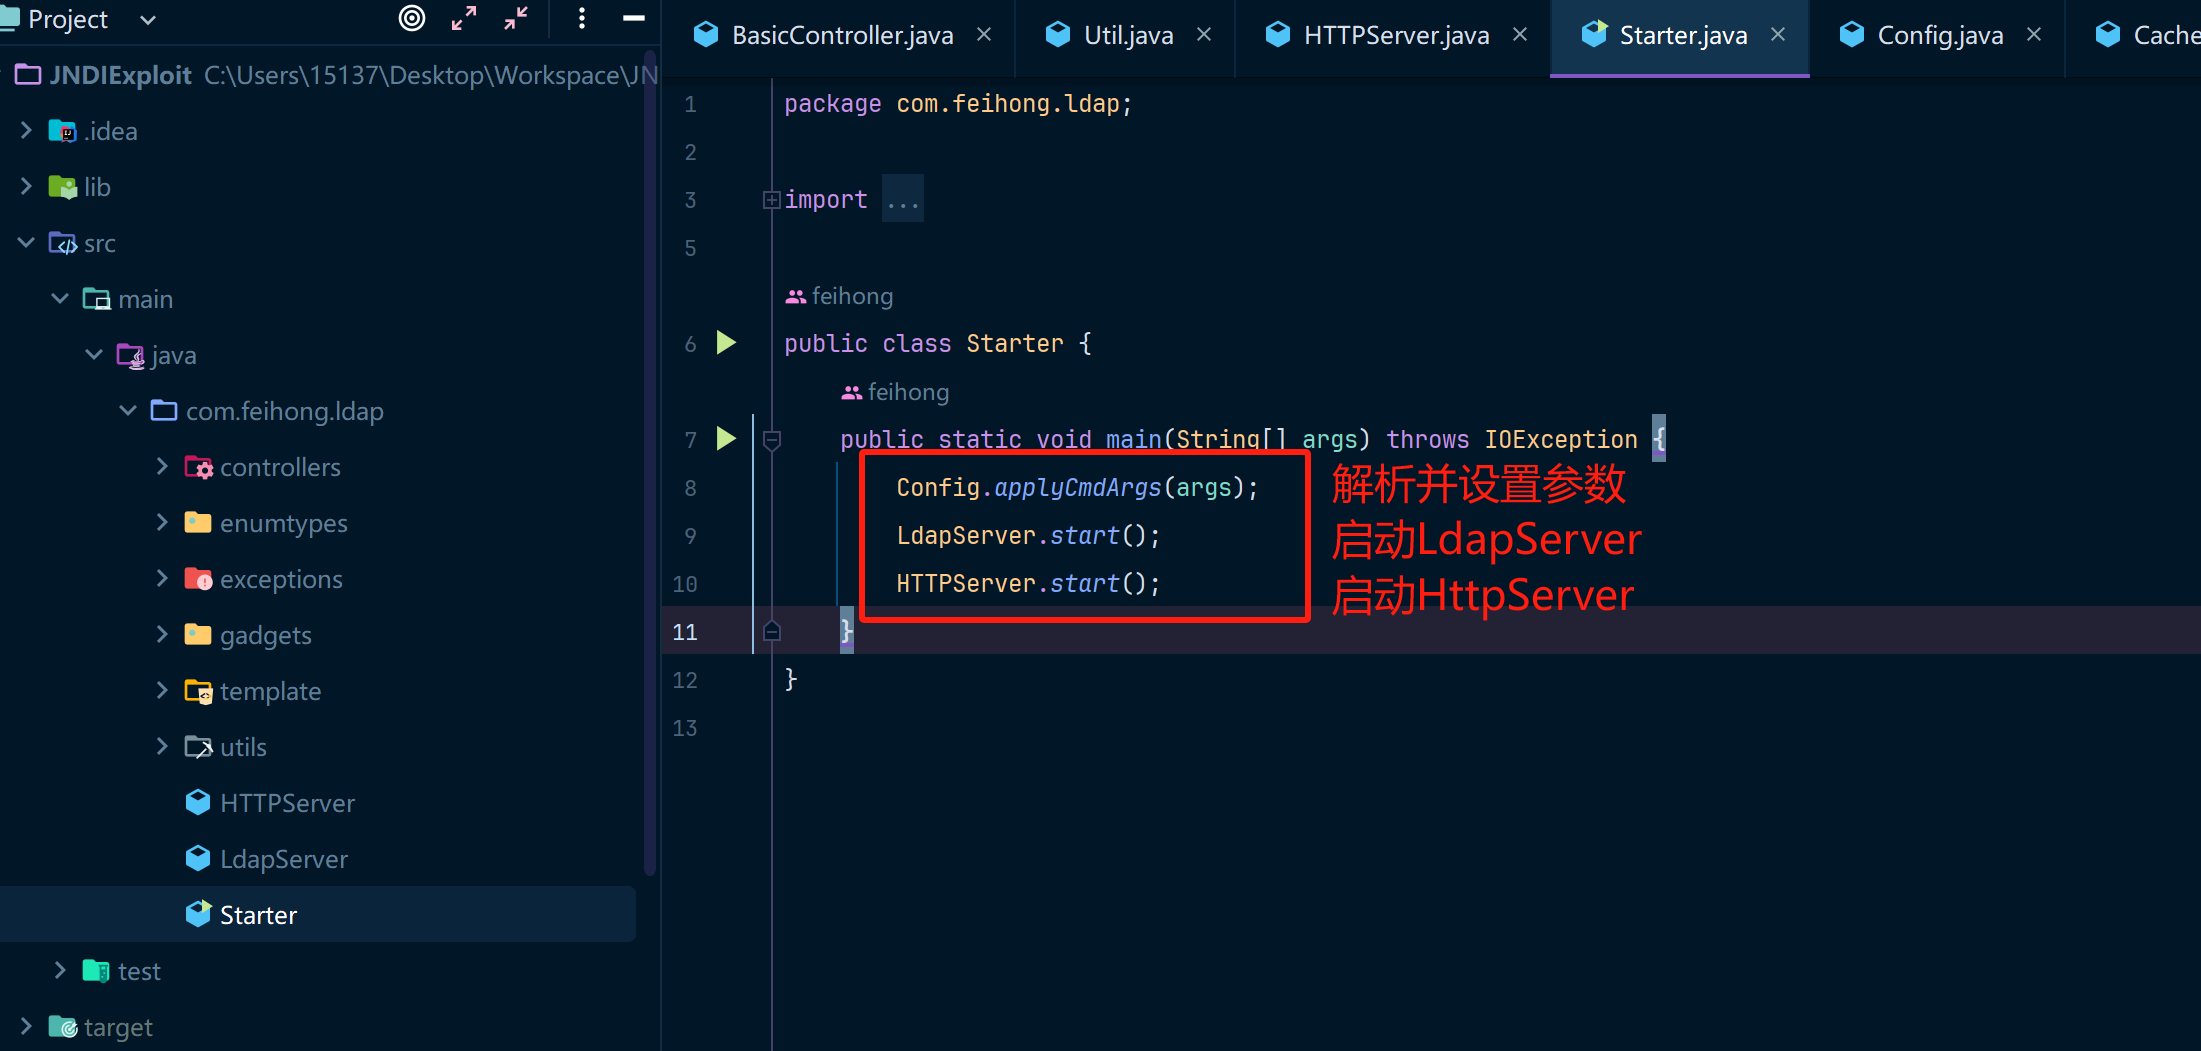 Project
JNDIExploit C:\Users\15137\Desktop\Workspace\JN
.idea
lib
src
main
java
com.feihong.ldap
controllers
enumtypes
exceptions
gadgets
template
utils
HTTPServer
LdapServer
Starter
test
target
BasicController.java
Util.java
HTTPServer.java
Starter.java
Config.java
Cache
1 package com.feihong.ldap;
2
3 import ...
5
feihong
6 public class Starter {
feihong
7 public static void main(String[] args) throws IOException {
8 Config.applyCmdArgs(args); 解析并设置参数
9 LdapServer.start(); 启动LdapServer
10 HTTPServer.start(); 启动HttpServer
11 }
12 }
13